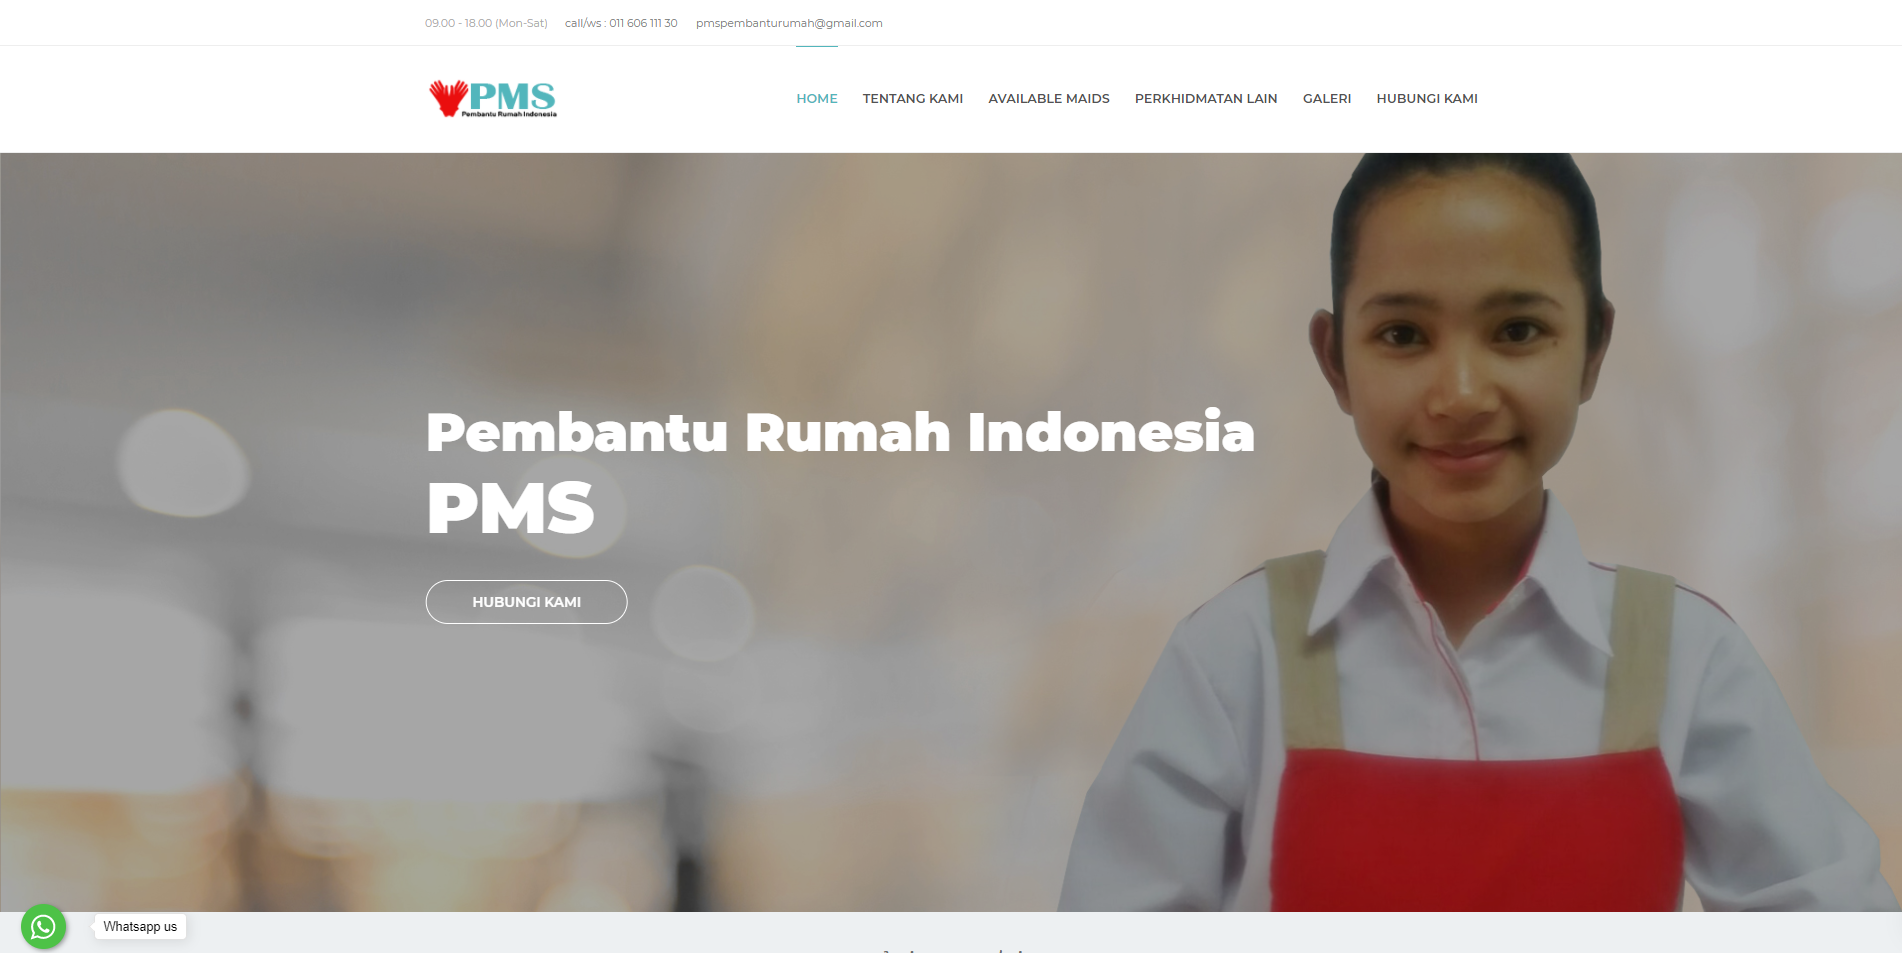 09.00 - 18.00 (Mon-Sat) call/ws : 011 606 111 30 pmspembanturumah@gmail.com
PMS
Pembantu Rumah Indonesia
HOME TENTANG KAMI AVAILABLE MAIDS PERKHIDMATAN LAIN GALERI HUBUNGI KAMI
Pembantu Rumah Indonesia
PMS
HUBUNGI KAMI
Whatsapp us